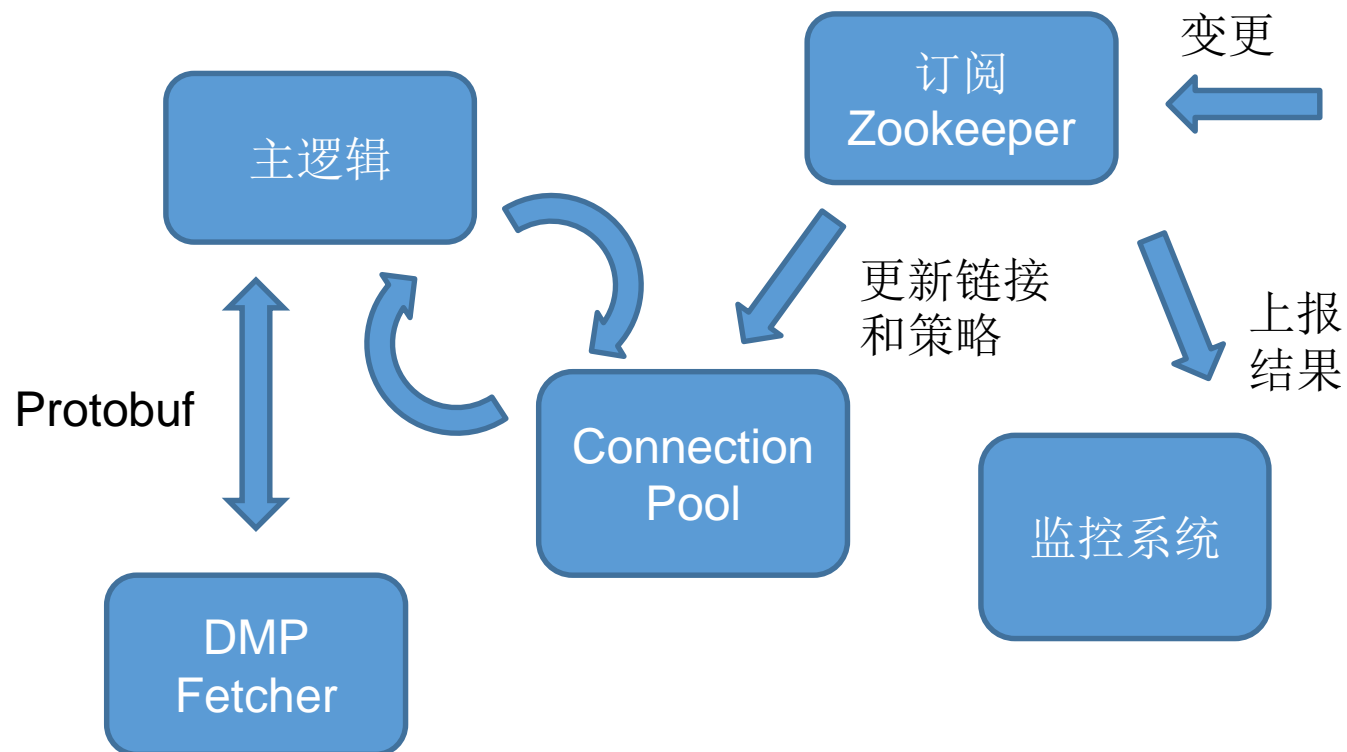 变更
订阅
Zookeeper
主逻辑
更新链接
和策略
上报
结果
Protobuf
Connection
Pool
监控系统
DMP
Fetcher